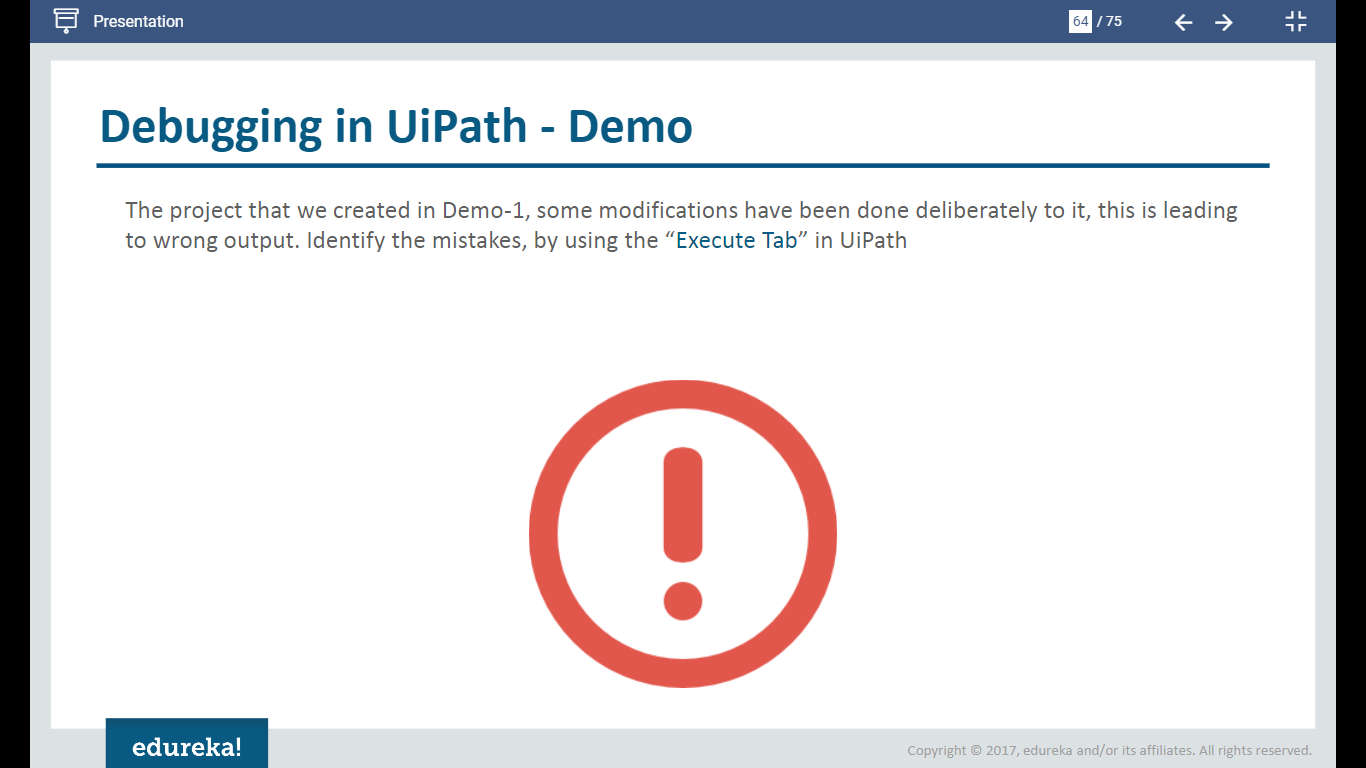 Presentation
64 / 75
Debugging in UiPath - Demo
The project that we created in Demo-1, some modifications have been done deliberately to it, this is leading
to wrong output. Identify the mistakes, by using the “Execute Tab” in UiPath
edureka!
Copyright © 2017, edureka and/or its affiliates. All rights reserved.